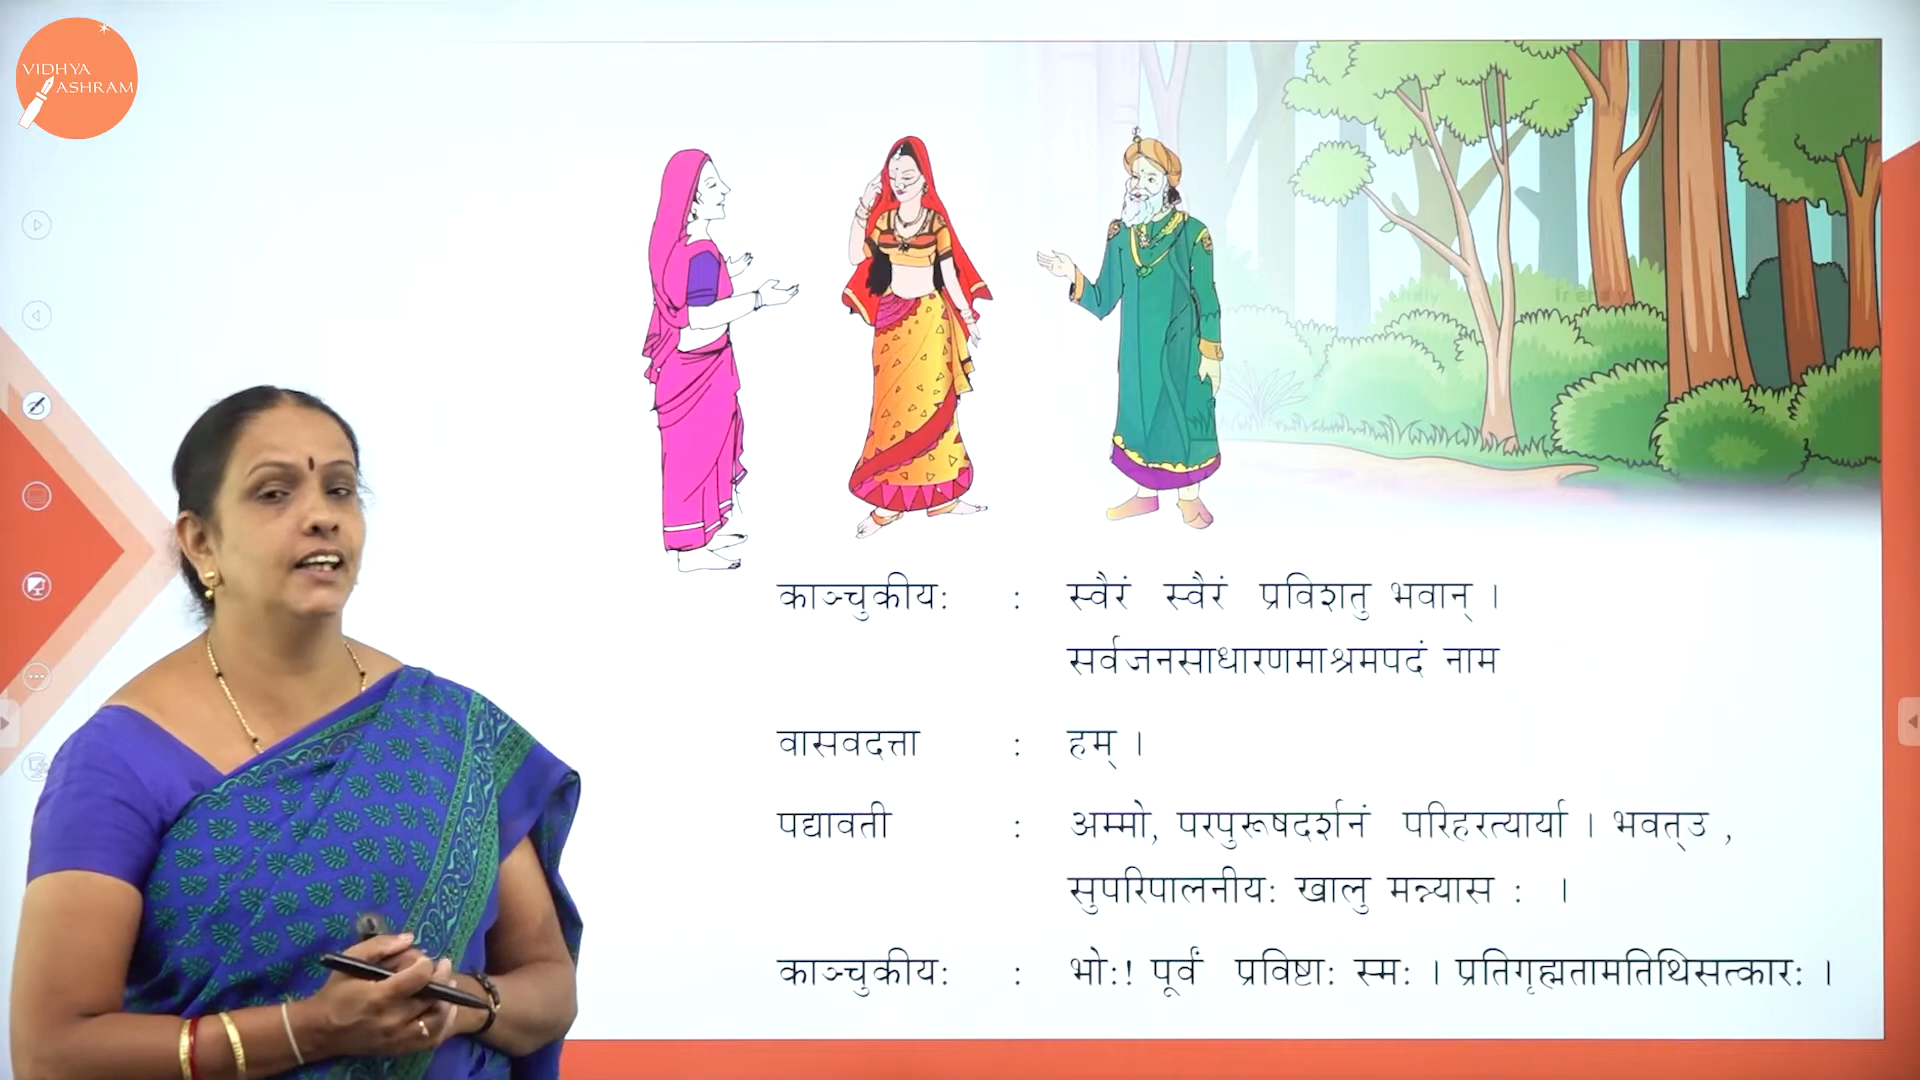 VIDHYA
ASHRAM
काञ्चुकीयः : स्वैरं स्वैरं प्रविशतु भवान् ।
सर्वजनसाधारणमाश्रमपदं नाम
वासवदत्ता : हम् ।
पद्यावती : अम्मो, परपुरूषदर्शनं परिहरत्यार्या । भवत्उ ,
सुपरिपालनीयः खालु मन्न्यास : ।
काञ्चुकीयः : भोः! पूर्वं प्रविष्टाः स्मः । प्रतिगृह्मतामतिथिसत्कारः ।